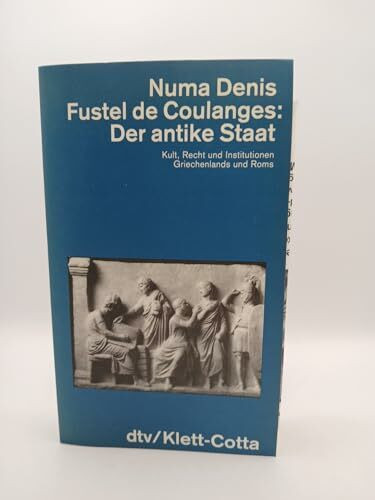 Numa Denis
Fustel de Coulanges:
Der antike Staat
Kult, Recht und Institutionen
Griechenlands und Roms
dtv/Klett-Cotta